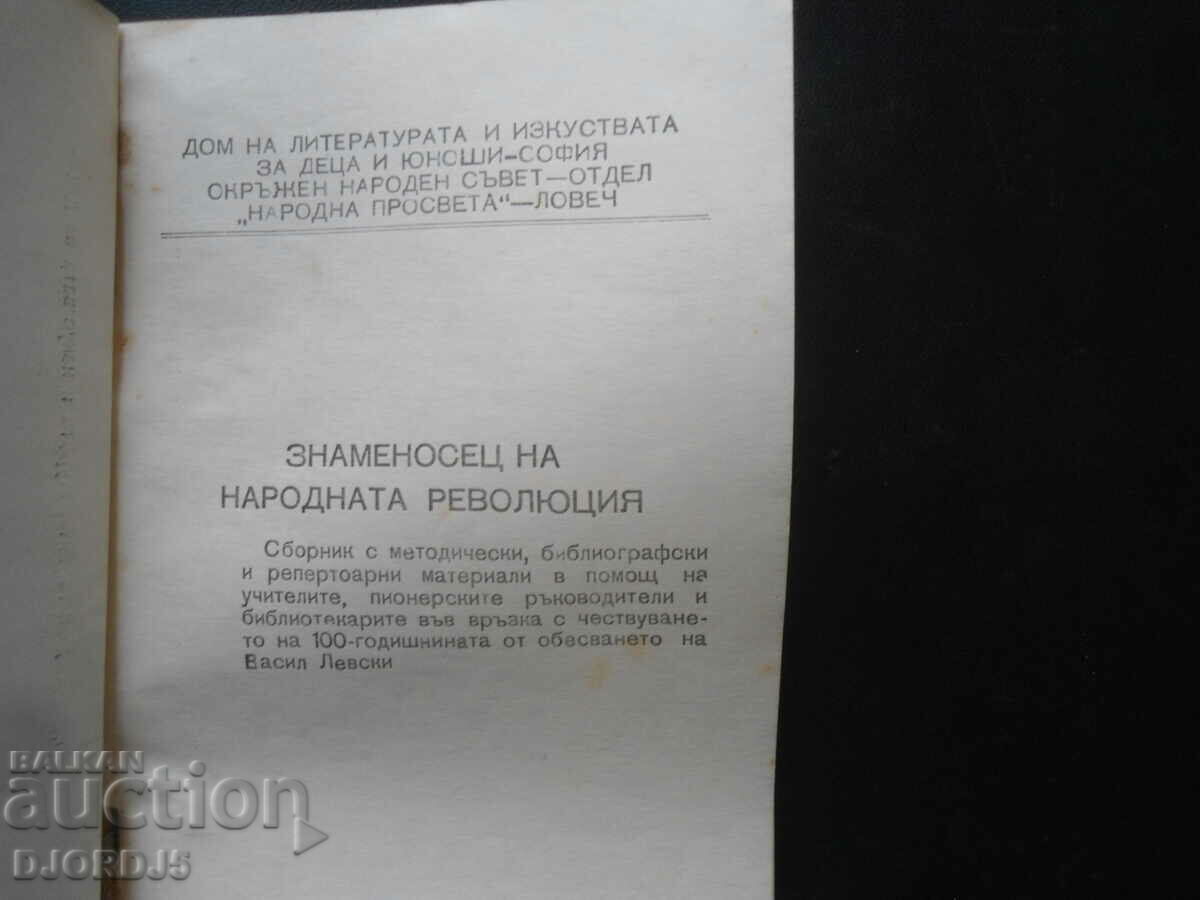 ДОМ НА ЛИТЕРАТУРАТА И ИЗКУСТВАТА
ЗА ДЕЦА И ЮНОШИ—СОФИЯ
ОКРЪЖЕН НАРОДЕН СЪВЕТ—ОТДЕЛ
„НАРОДНА ПРОСВЕТА“—ЛОВЕЧ
ЗНАМЕНОСЕЦ НА
НАРОДНАТА РЕВОЛЮЦИЯ
Сборник с методически, библиографски
и репертоарни материали в помощ на
учителите, пионерските ръководители и
библиотекарите във връзка с честуване-
то на 100-годишнината от обесването на
Васил Левски
BALKAN
auction
DJORDJ5